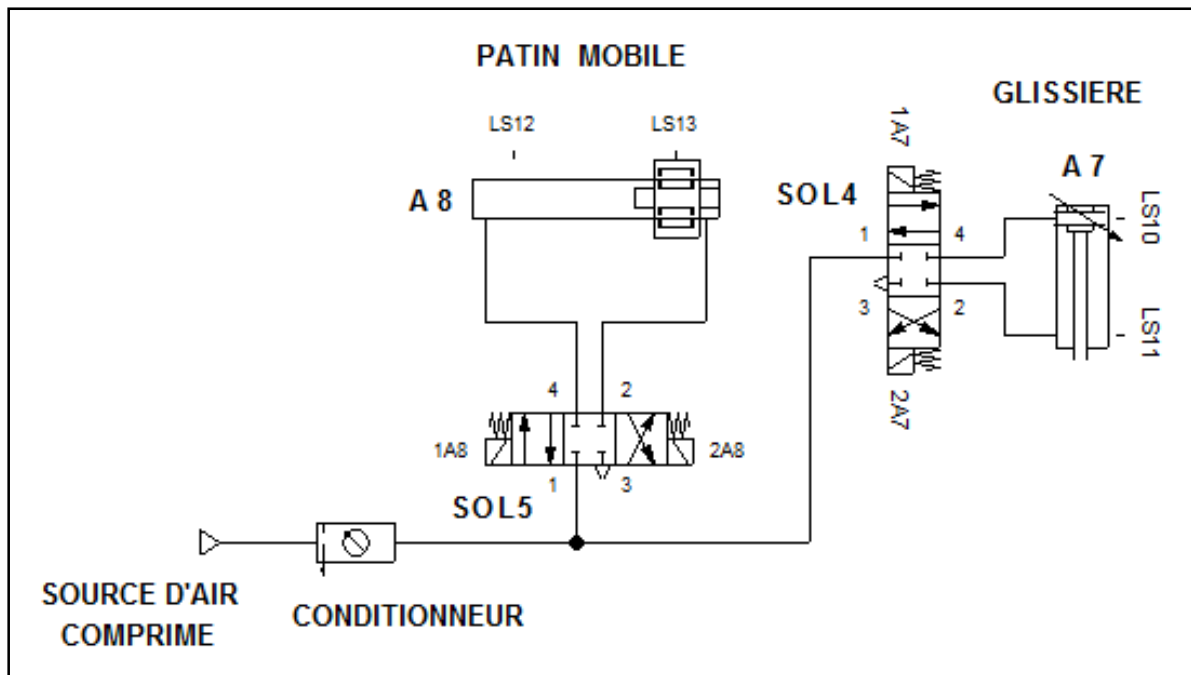 PATIN MOBILE
GLISSIERE
LS12
LS13
1A7
A 8
SOL4
A 7
LS10
1
4
3
2
LS11
2A7
4
2
1A8
2A8
1
3
SOL5
SOURCE D'AIR
COMPRIME
CONDITIONNEUR